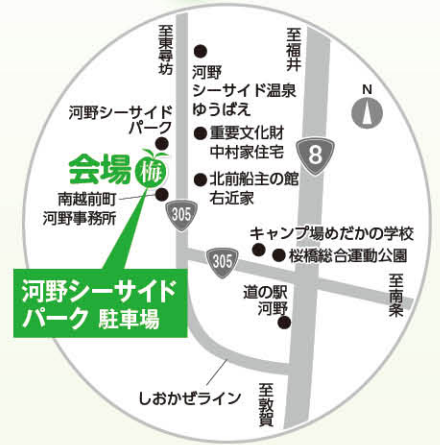 至東尋坊
至福井
河野
シーサイド温泉
ゆうばえ
N
河野シーサイド
パーク
重要文化財
中村家住宅
8
会場
梅
北前船主の館
右近家
南越前町
河野事務所
305
キャンプ場めだかの学校
305
桜橋総合運動公園
河野シーサイド
パーク 駐車場
道の駅
河野
至南条
しおかぜライン
至敦賀